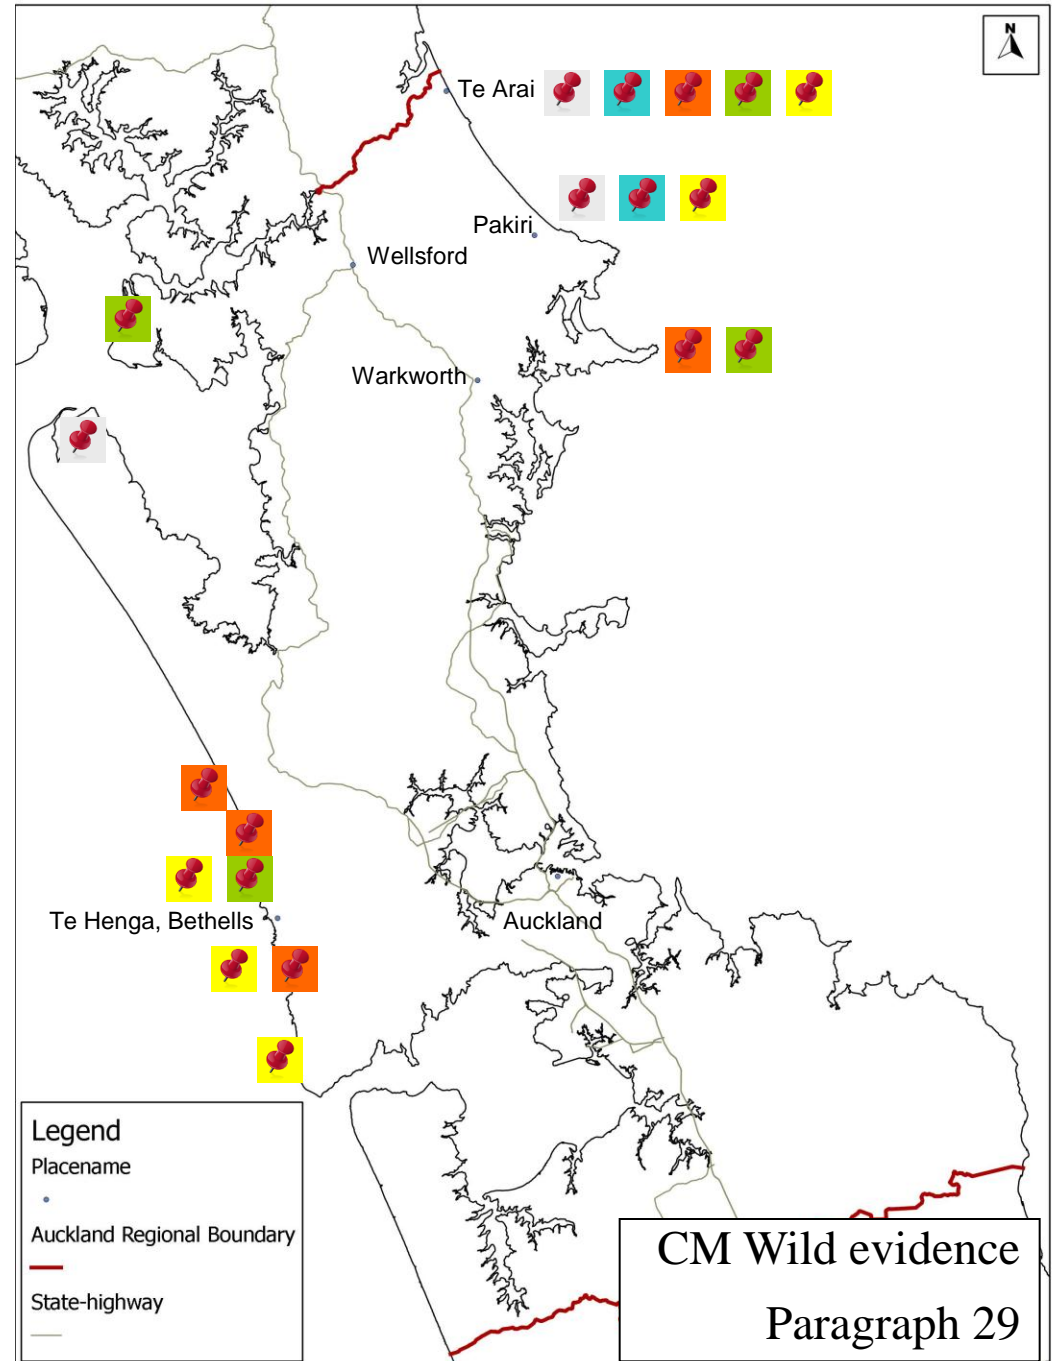 N
Te Arai
Pakiri
Wellsford
Warkworth
Te Henga, Bethells
Auckland
Legend
Placename
Auckland Regional Boundary
State-highway
CM Wild evidence
Paragraph 29